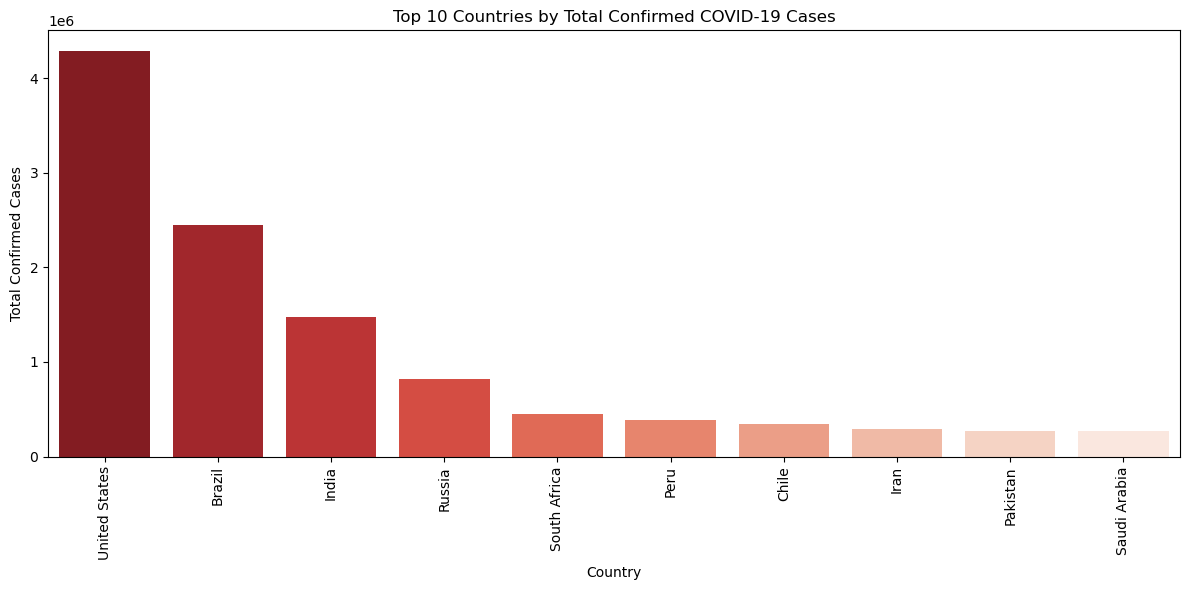 Top 10 Countries by Total Confirmed COVID-19 Cases
1e6
Total Confirmed Cases
4
3
2
1
0
United States
Brazil
India
Russia
South Africa
Peru
Chile
Iran
Pakistan
Saudi Arabia
Country